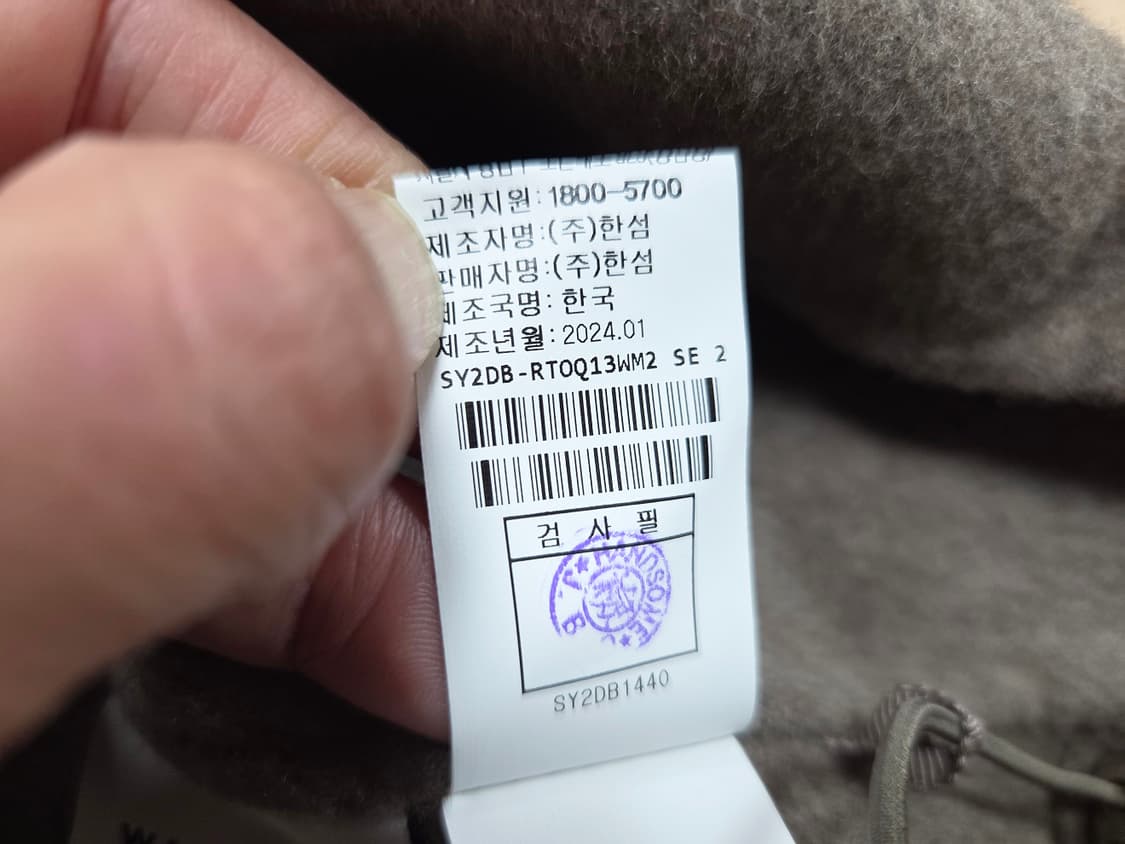 고객지원:1800-5700
제조자명:(주)한섬
판매자명:(주)한섬
제조국명: 한국
제조년월:2024.01
SY2DB-RTOQ13WM2 SE 2
검 사 필
HANDSOME
SY2DB1440